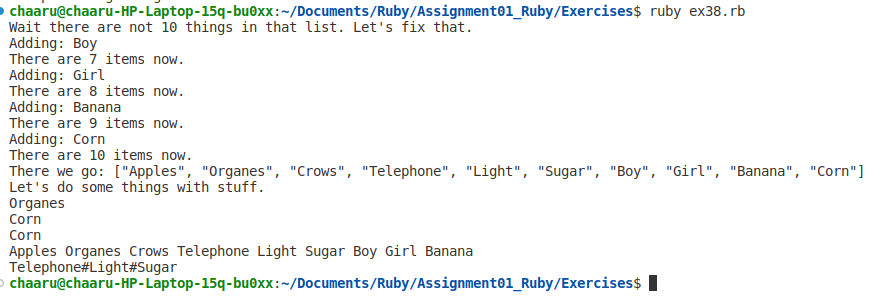 chaaru@chaaru-HP-Laptop-15q-bu0xx:~/Documents/Ruby/Assignment01_Ruby/Exercises$ ruby ex38.rb
Wait there are not 10 things in that list. Let's fix that.
Adding: Boy
There are 7 items now.
Adding: Girl
There are 8 items now.
Adding: Banana
There are 9 items now.
Adding: Corn
There are 10 items now.
There we go: ["Apples", "Organes", "Crows", "Telephone", "Light", "Sugar", "Boy", "Girl", "Banana", "Corn"]
Let's do some things with stuff.
Organes
Corn
Corn
Apples Organes Crows Telephone Light Sugar Boy Girl Banana
Telephone#Light#Sugar
chaaru@chaaru-HP-Laptop-15q-bu0xx:~/Documents/Ruby/Assignment01_Ruby/Exercises$